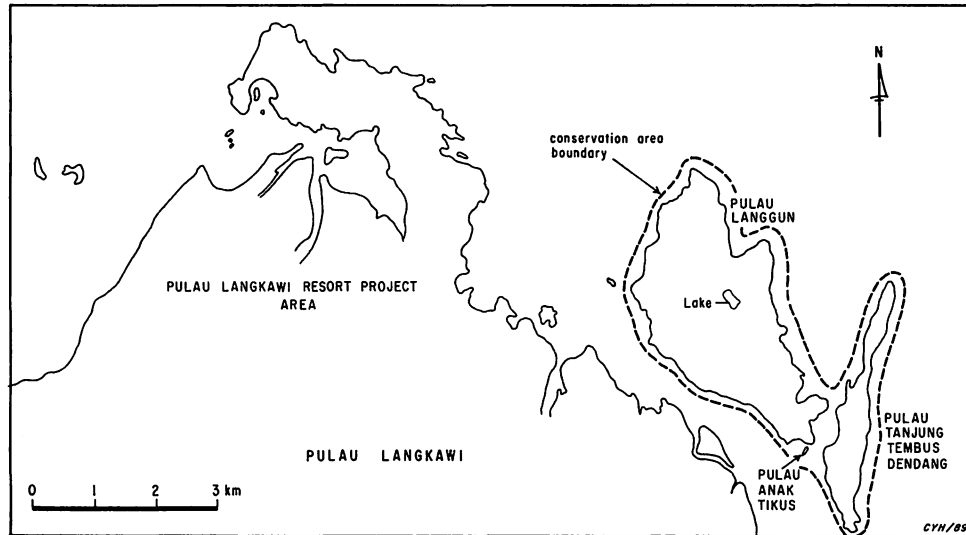 N
conservation area
boundary
PULAU
LANGGUN
PULAU LANGKAWI RESORT PROJECT
AREA
Lake
PULAU
TANJUNG
TEMBUS
DENDANG
PULAU LANGKAWI
PULAU
ANAK
TIKUS
0 1 2 3 km
CYH/89